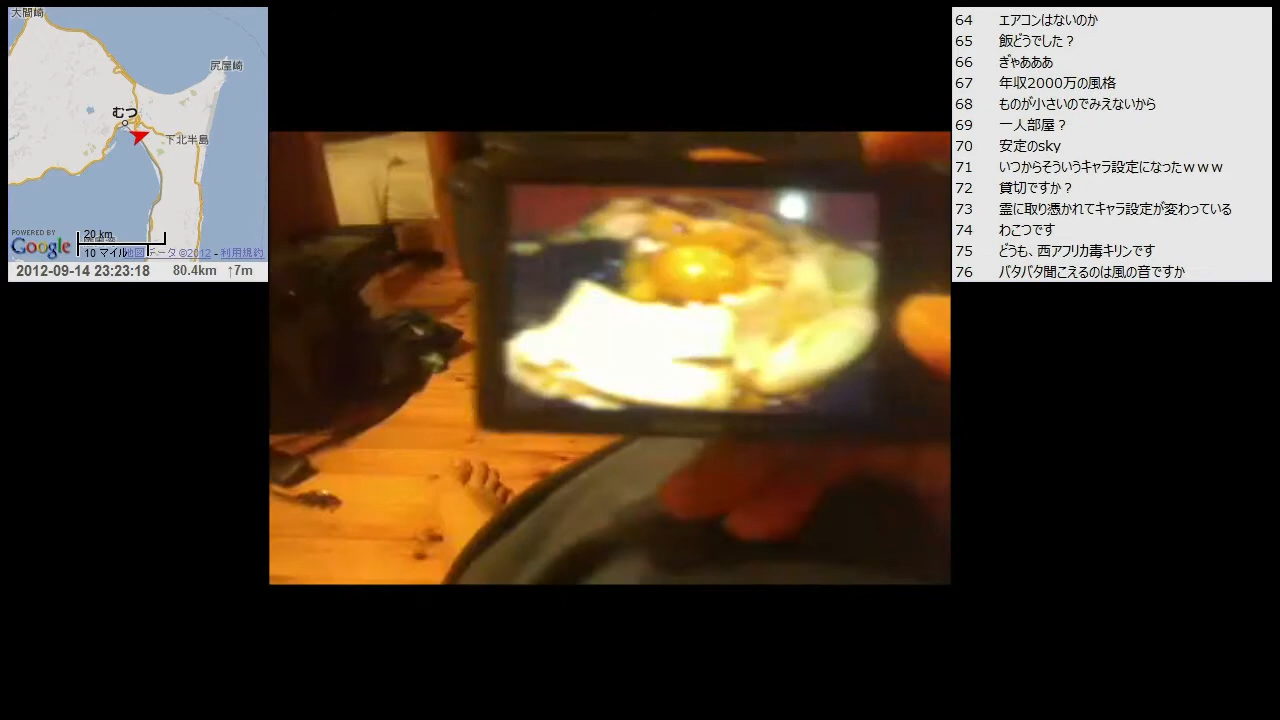 大間崎
尻屋崎
むつ
下北半島
POWERED BY
Google
20 km
10 マイル
地図データ ©2012 - 利用規約
2012-09-14 23:23:18 80.4km ↑7m
64 エアコンはないのか
65 飯どうでした？
66 ぎゃあああ
67 年収2000万の風格
68 ものが小さいのでみえないから
69 一人部屋？
70 安定のsky
71 いつからそういうキャラ設定になったｗｗｗ
72 貸切ですか？
73 霊に取り憑かれてキャラ設定が変わっている
74 わこつです
75 どうも、西アフリカ毒キリンです
76 バタバタ聞こえるのは風の音ですか